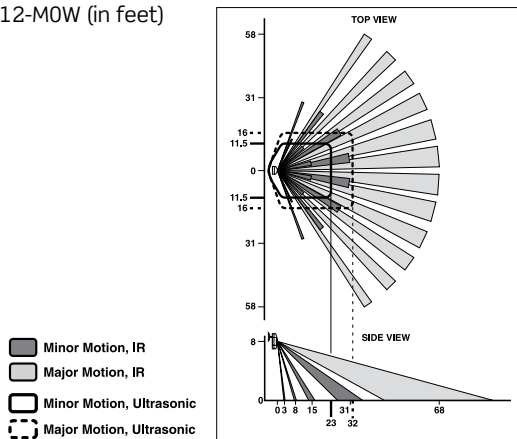 12-M0W (in feet)
TOP VIEW
58
31
16
11.5
0
11.5
16
31
58
SIDE VIEW
8
0 3 8 15 31 68
23 32
Minor Motion, IR
Major Motion, IR
Minor Motion, Ultrasonic
Major Motion, Ultrasonic